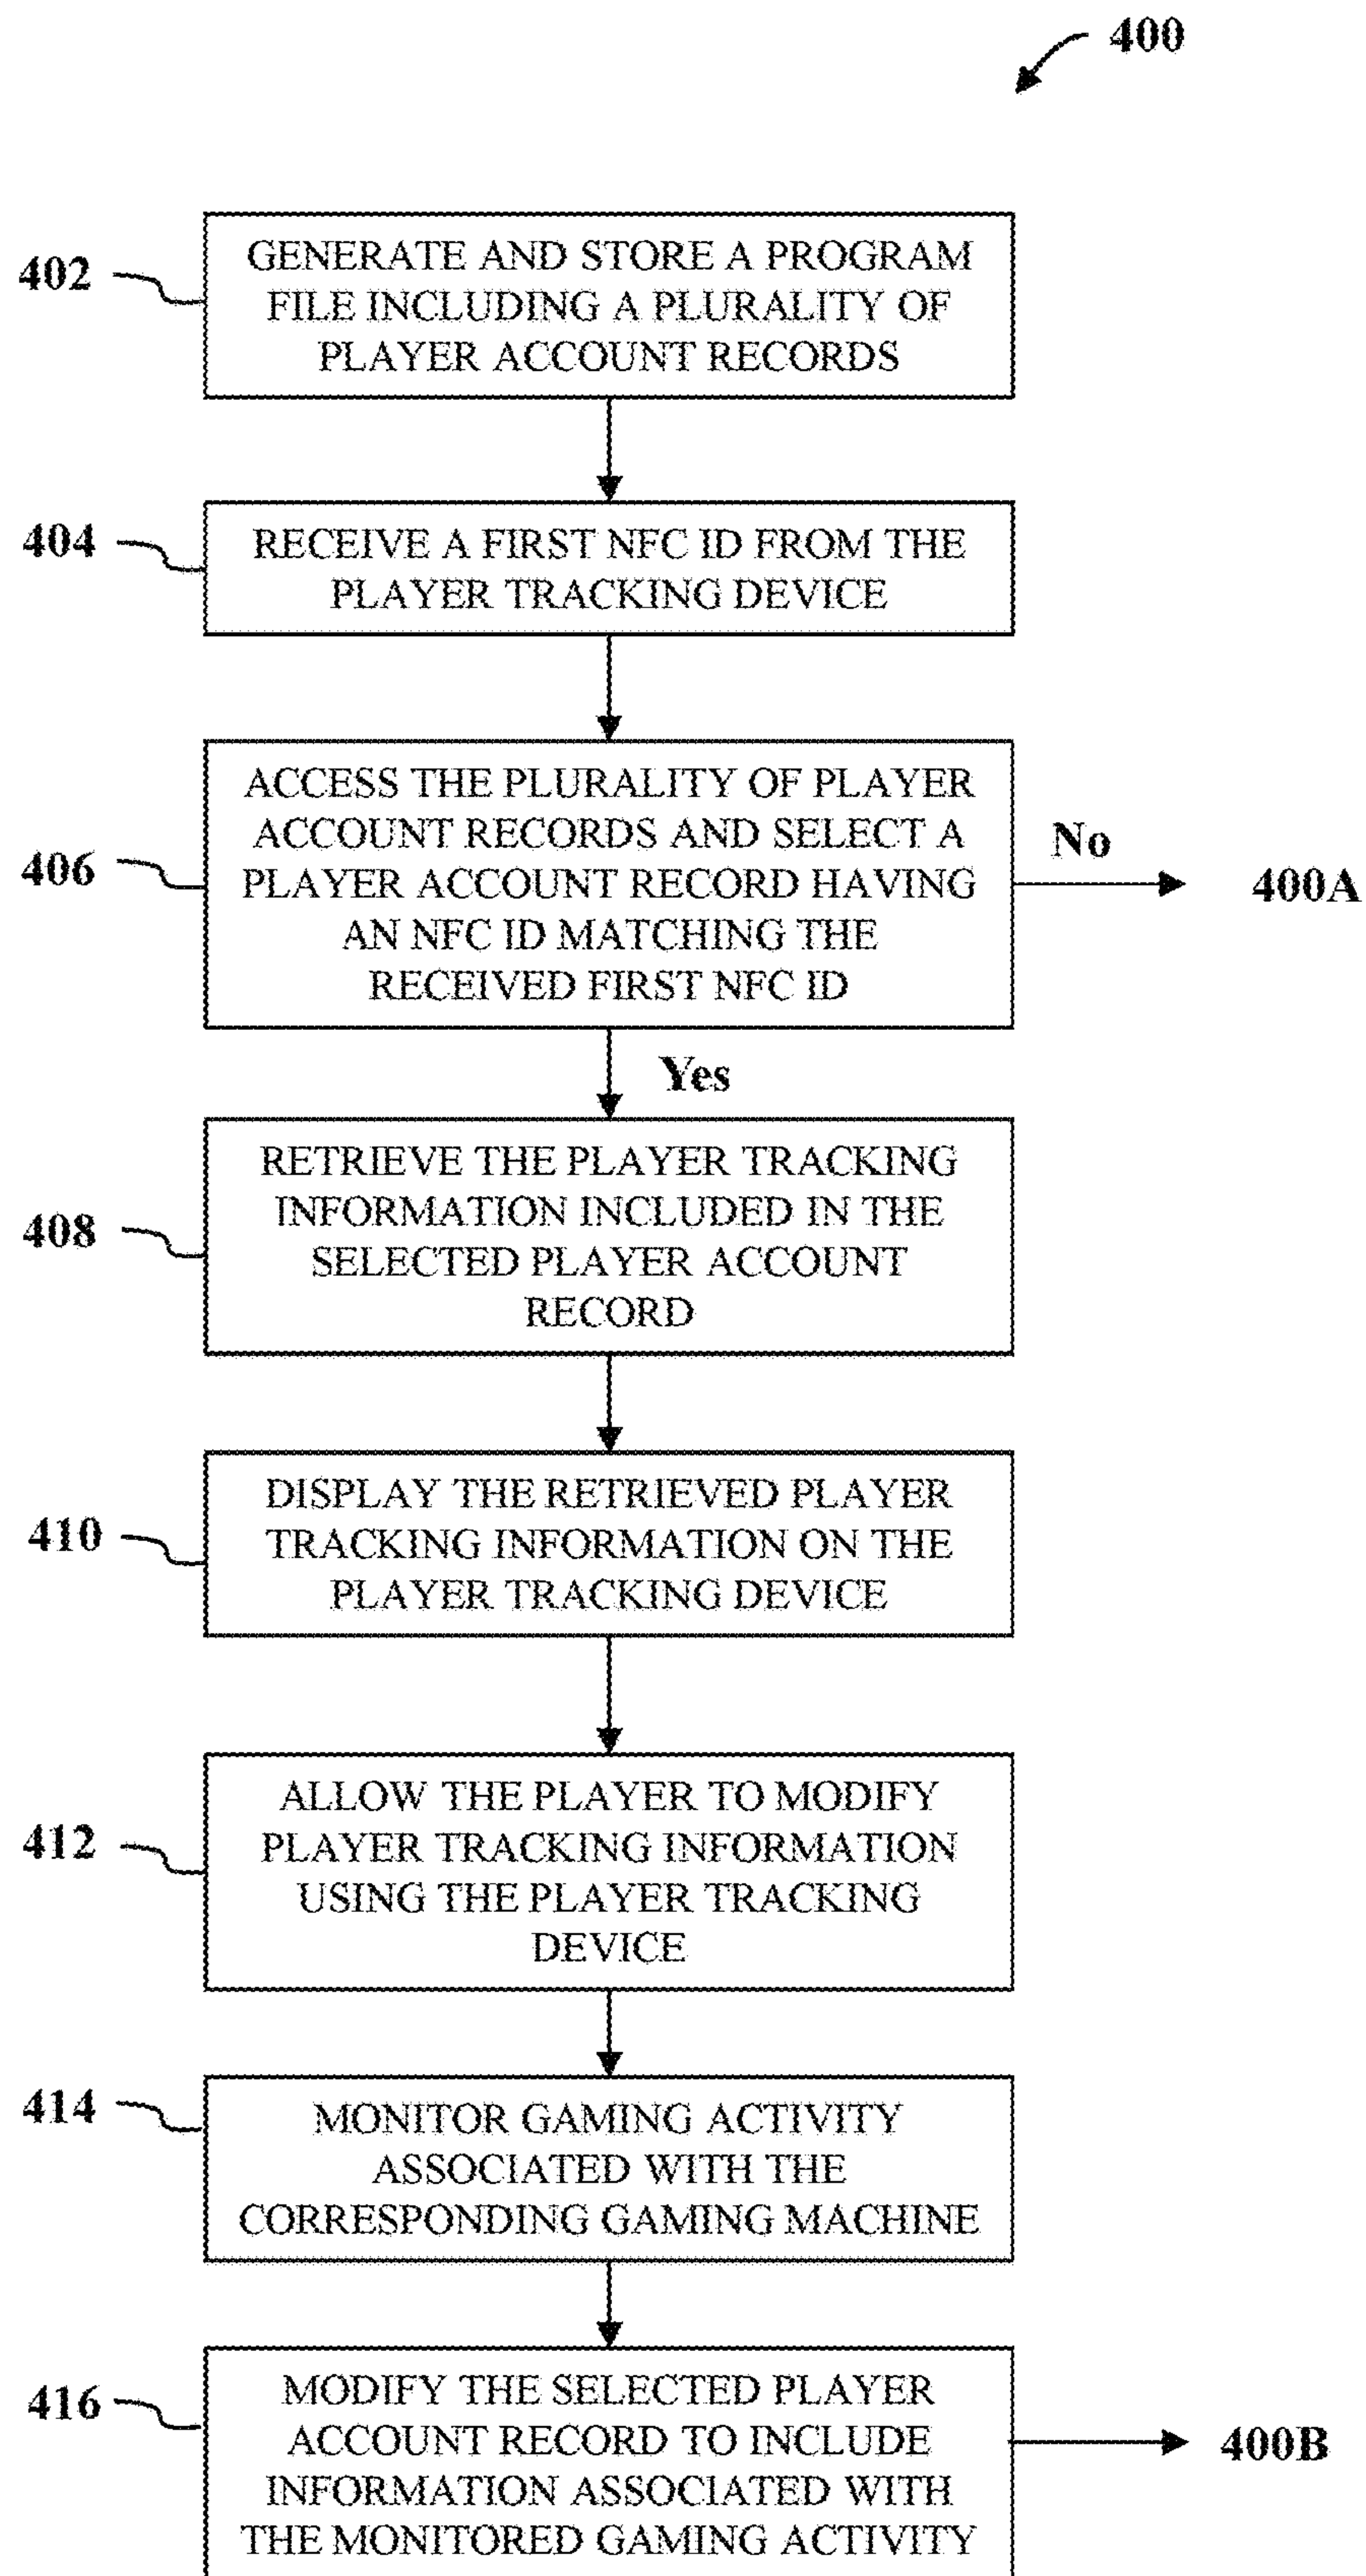 400
402
GENERATE AND STORE A PROGRAM
FILE INCLUDING A PLURALITY OF
PLAYER ACCOUNT RECORDS
404
RECEIVE A FIRST NFC ID FROM THE
PLAYER TRACKING DEVICE
406
ACCESS THE PLURALITY OF PLAYER
ACCOUNT RECORDS AND SELECT A
PLAYER ACCOUNT RECORD HAVING
AN NFC ID MATCHING THE
RECEIVED FIRST NFC ID
No
400A
Yes
408
RETRIEVE THE PLAYER TRACKING
INFORMATION INCLUDED IN THE
SELECTED PLAYER ACCOUNT
RECORD
410
DISPLAY THE RETRIEVED PLAYER
TRACKING INFORMATION ON THE
PLAYER TRACKING DEVICE
412
ALLOW THE PLAYER TO MODIFY
PLAYER TRACKING INFORMATION
USING THE PLAYER TRACKING
DEVICE
414
MONITOR GAMING ACTIVITY
ASSOCIATED WITH THE
CORRESPONDING GAMING MACHINE
416
MODIFY THE SELECTED PLAYER
ACCOUNT RECORD TO INCLUDE
INFORMATION ASSOCIATED WITH
THE MONITORED GAMING ACTIVITY
400B